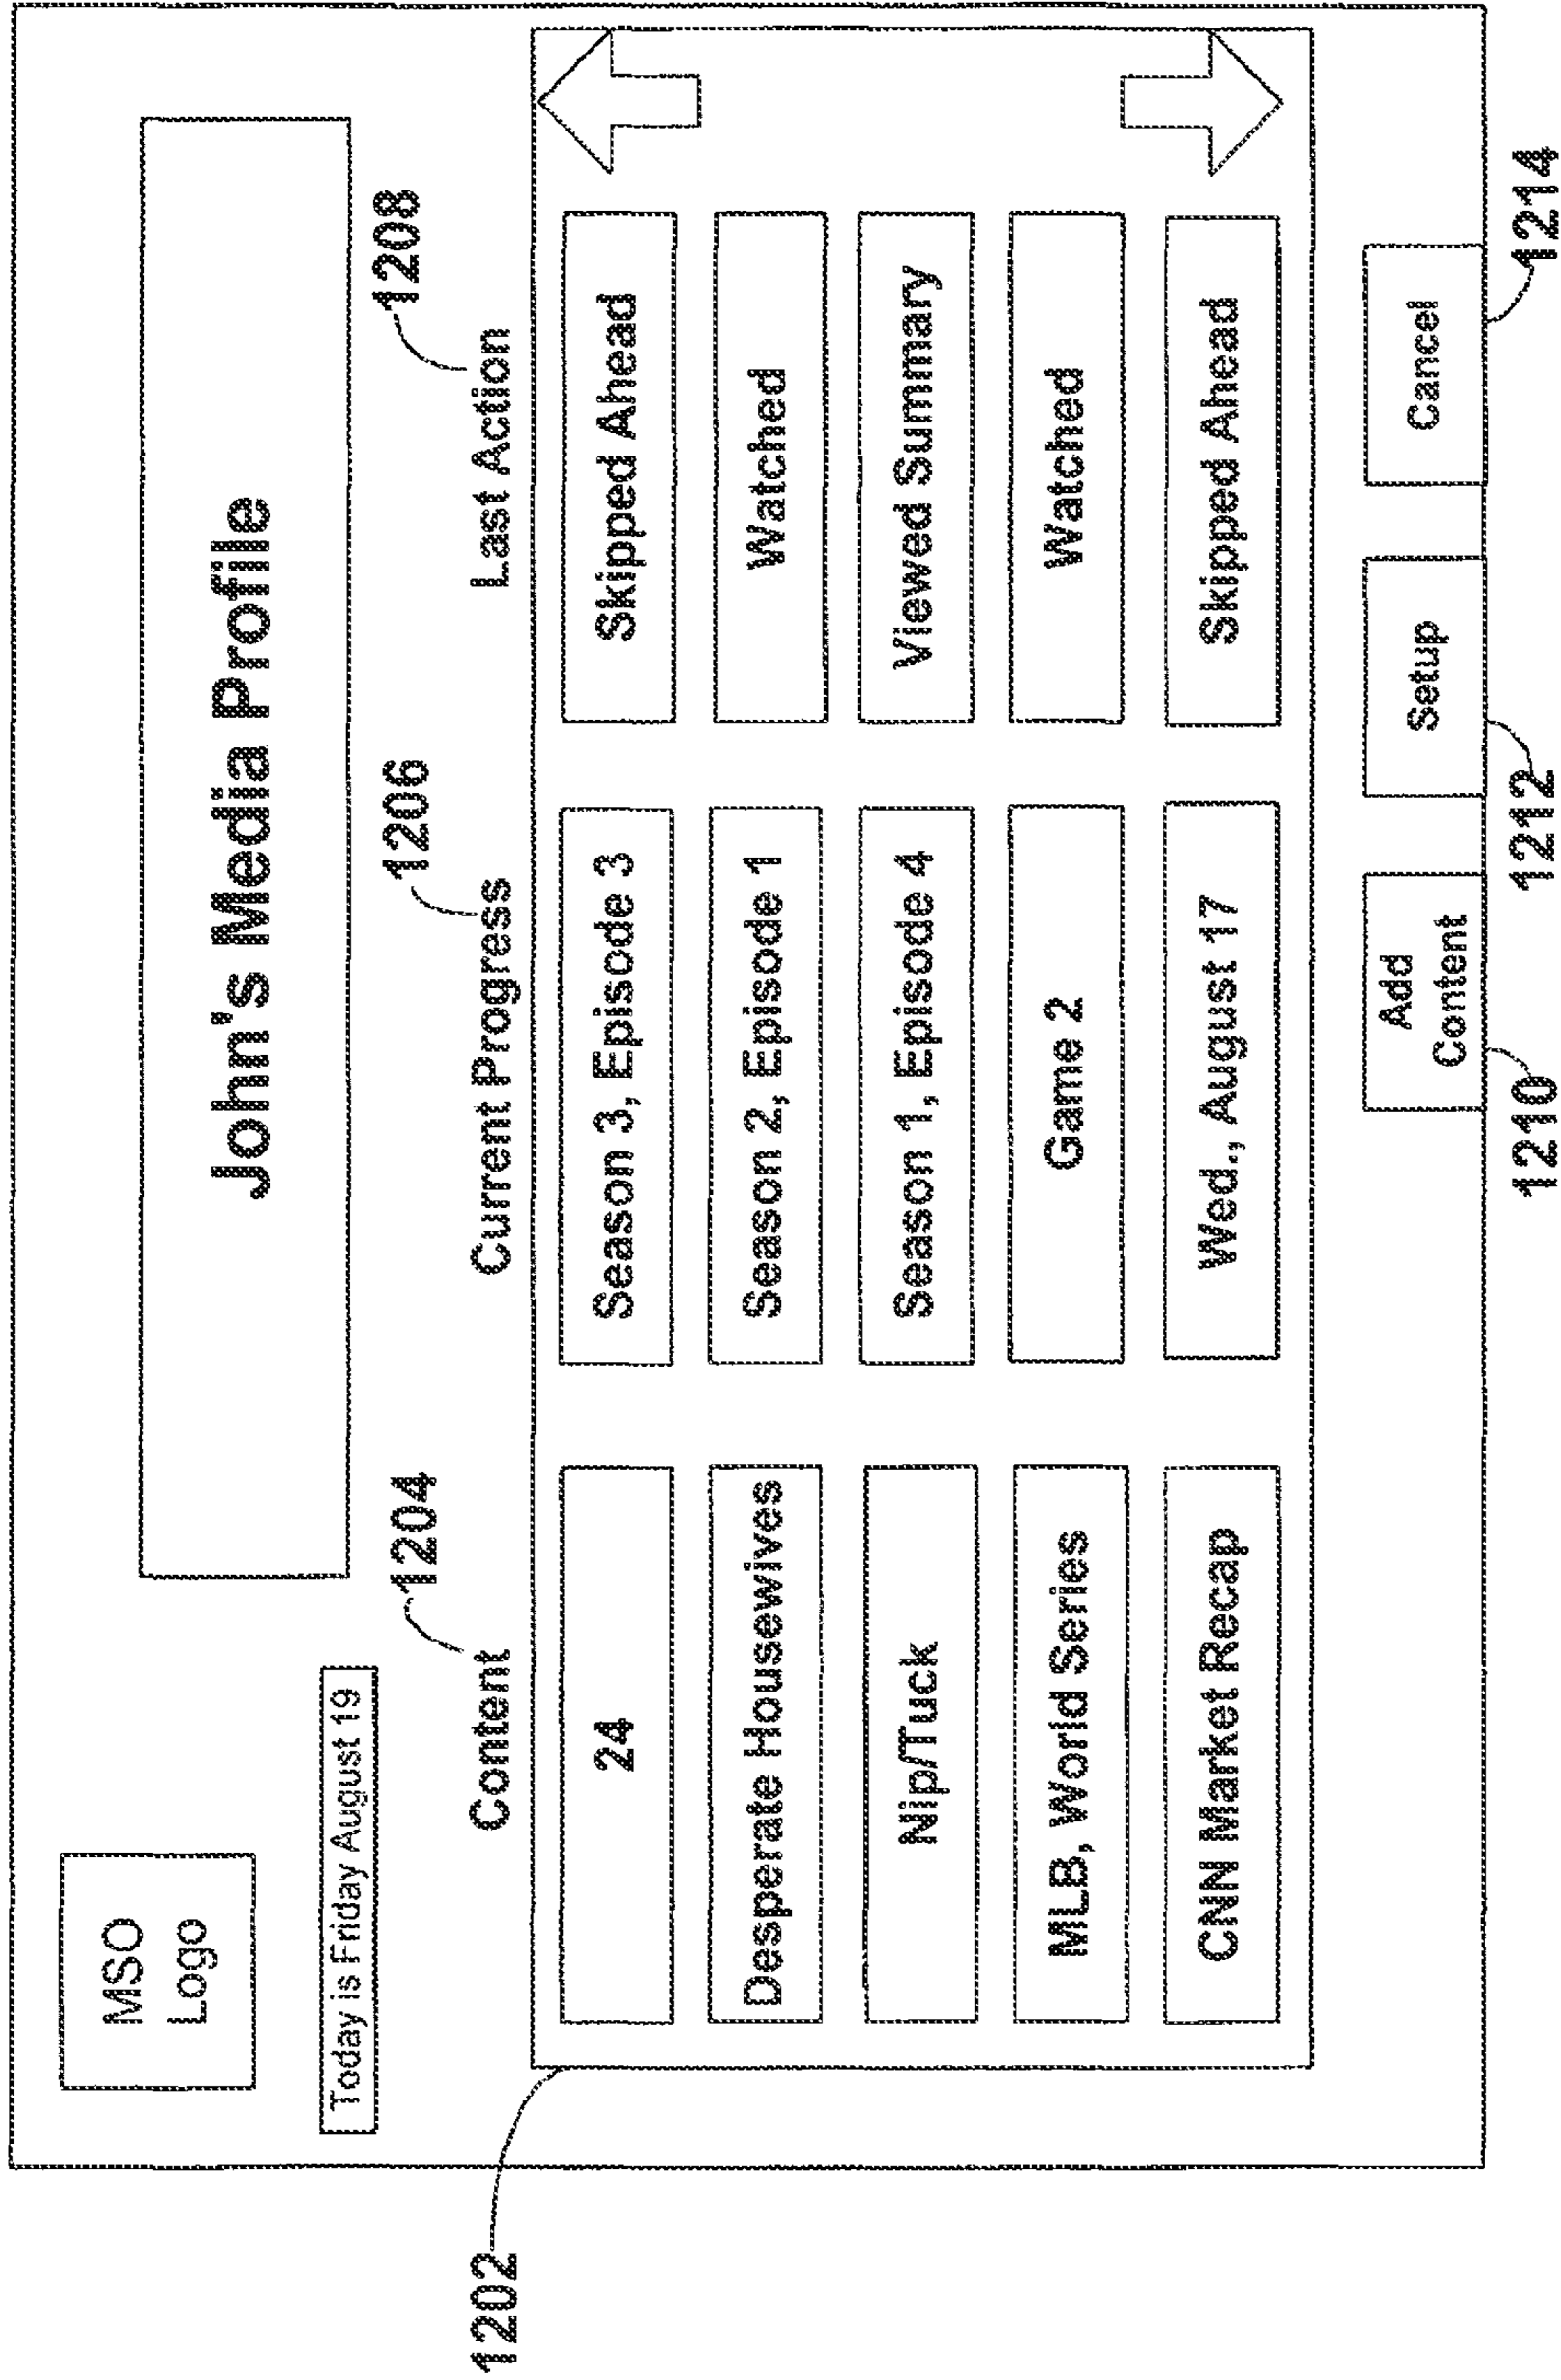 MSO
Logo
John's Media Profile
Today is Friday August 19
1204
1206
1208
Content
Current Progress
Last Action
1202
24
Season 3, Episode 3
Skipped Ahead
Desperate Housewives
Season 2, Episode 1
Watched
Nip/Tuck
Season 1, Episode 4
Viewed Summary
MLB, World Series
Game 2
Watched
CNN Market Recap
Wed., August 17
Skipped Ahead
Add
Content
Setup
Cancel
1210
1212
1214